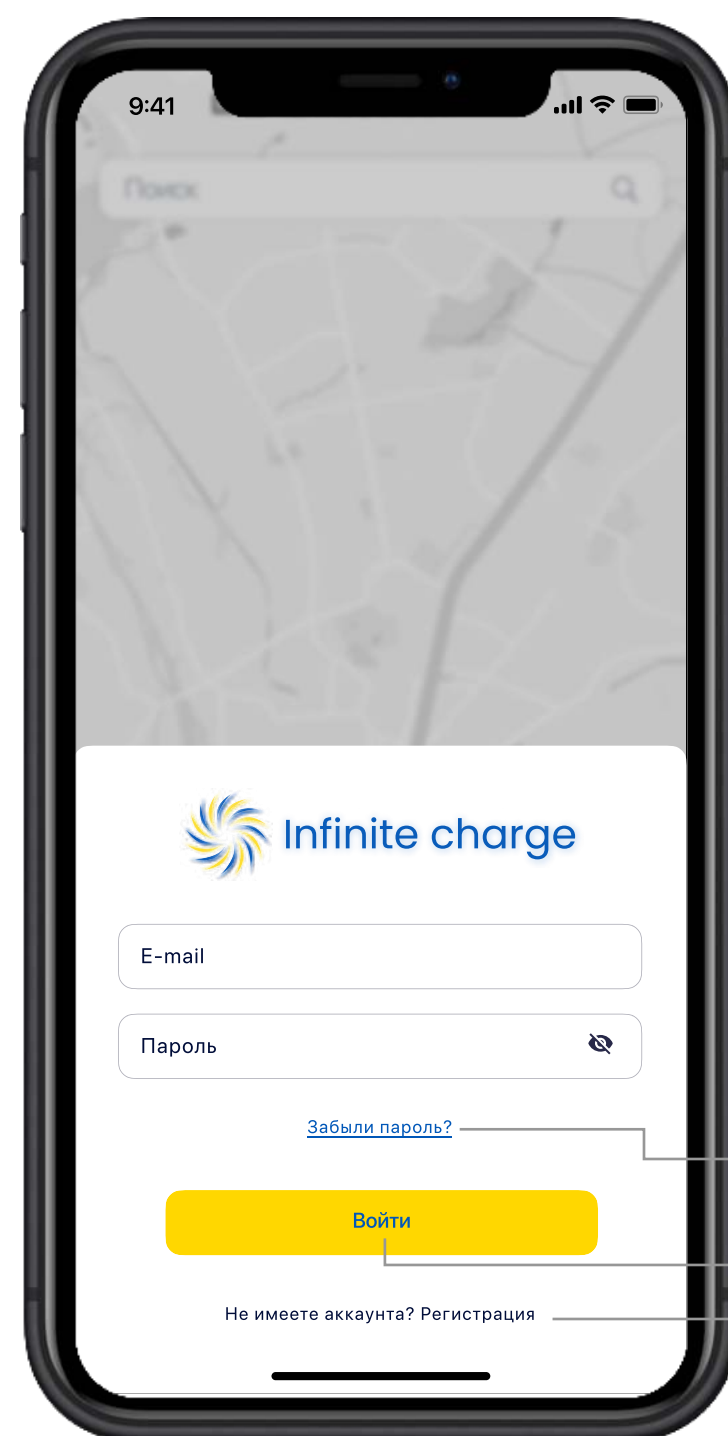 9:41
Поиск
Infinite charge
E-mail
Пароль
Забыли пароль?
Войти
Не имеете аккаунта? Регистрация